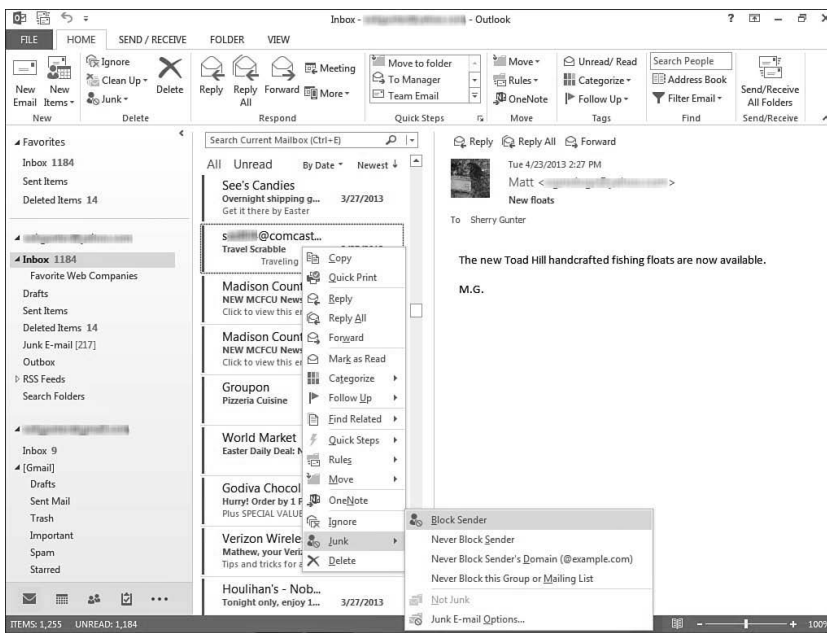 Inbox - - Outlook
FILE HOME SEND / RECEIVE FOLDER VIEW
New Email
New Items
New
Ignore
Clean Up
Junk
Delete
Delete
Reply
Reply All
Forward
Meeting
More
Respond
Move to folder
To Manager
Team Email
Quick Steps
Move
Rules
OneNote
Move
Unread/ Read
Categorize
Follow Up
Tags
Search People
Address Book
Filter Email
Find
Send/Receive All Folders
Send/Receive
Favorites
Inbox 1184
Sent Items
Deleted Items 14
Inbox 1184
Favorite Web Companies
Drafts
Sent Items
Deleted Items 14
Junk E-mail [217]
Outbox
RSS Feeds
Search Folders
Inbox 9
[Gmail]
Drafts
Sent Mail
Trash
Important
Spam
Starred
Search Current Mailbox (Ctrl+E)
All Unread By Date Newest ↓
See's Candies
Overnight shipping g... 3/27/2013
Get it there by Easter
s @comcast...
Travel Scrabble
Traveling
Madison Count
NEW MCFCU New
Click to view this e
Madison Count
NEW MCFCU New
Click to view this e
Groupon
Pizzeria Cuisine
World Market
Easter Daily Deal:
Godiva Chocol
Hurry! Order by 1
Plus SPECIAL VALUE
Verizon Wirele
Mathew, your Veri
Tips and tricks for
Houlihan's - Nob...
Tonight only, enjoy 1... 3/27/2013
Copy
Quick Print
Reply
Reply All
Forward
Mark as Read
Categorize
Follow Up
Find Related
Quick Steps
Rules
Move
OneNote
Ignore
Junk
Delete
Block Sender
Never Block Sender
Never Block Sender's Domain (@example.com)
Never Block this Group or Mailing List
Not Junk
Junk E-mail Options...
Reply Reply All Forward
Tue 4/23/2013 2:27 PM
Matt < >
New floats
To Sherry Gunter
The new Toad Hill handcrafted fishing floats are now available.
M.G.
ITEMS: 1,255 UNREAD: 1,184
100%